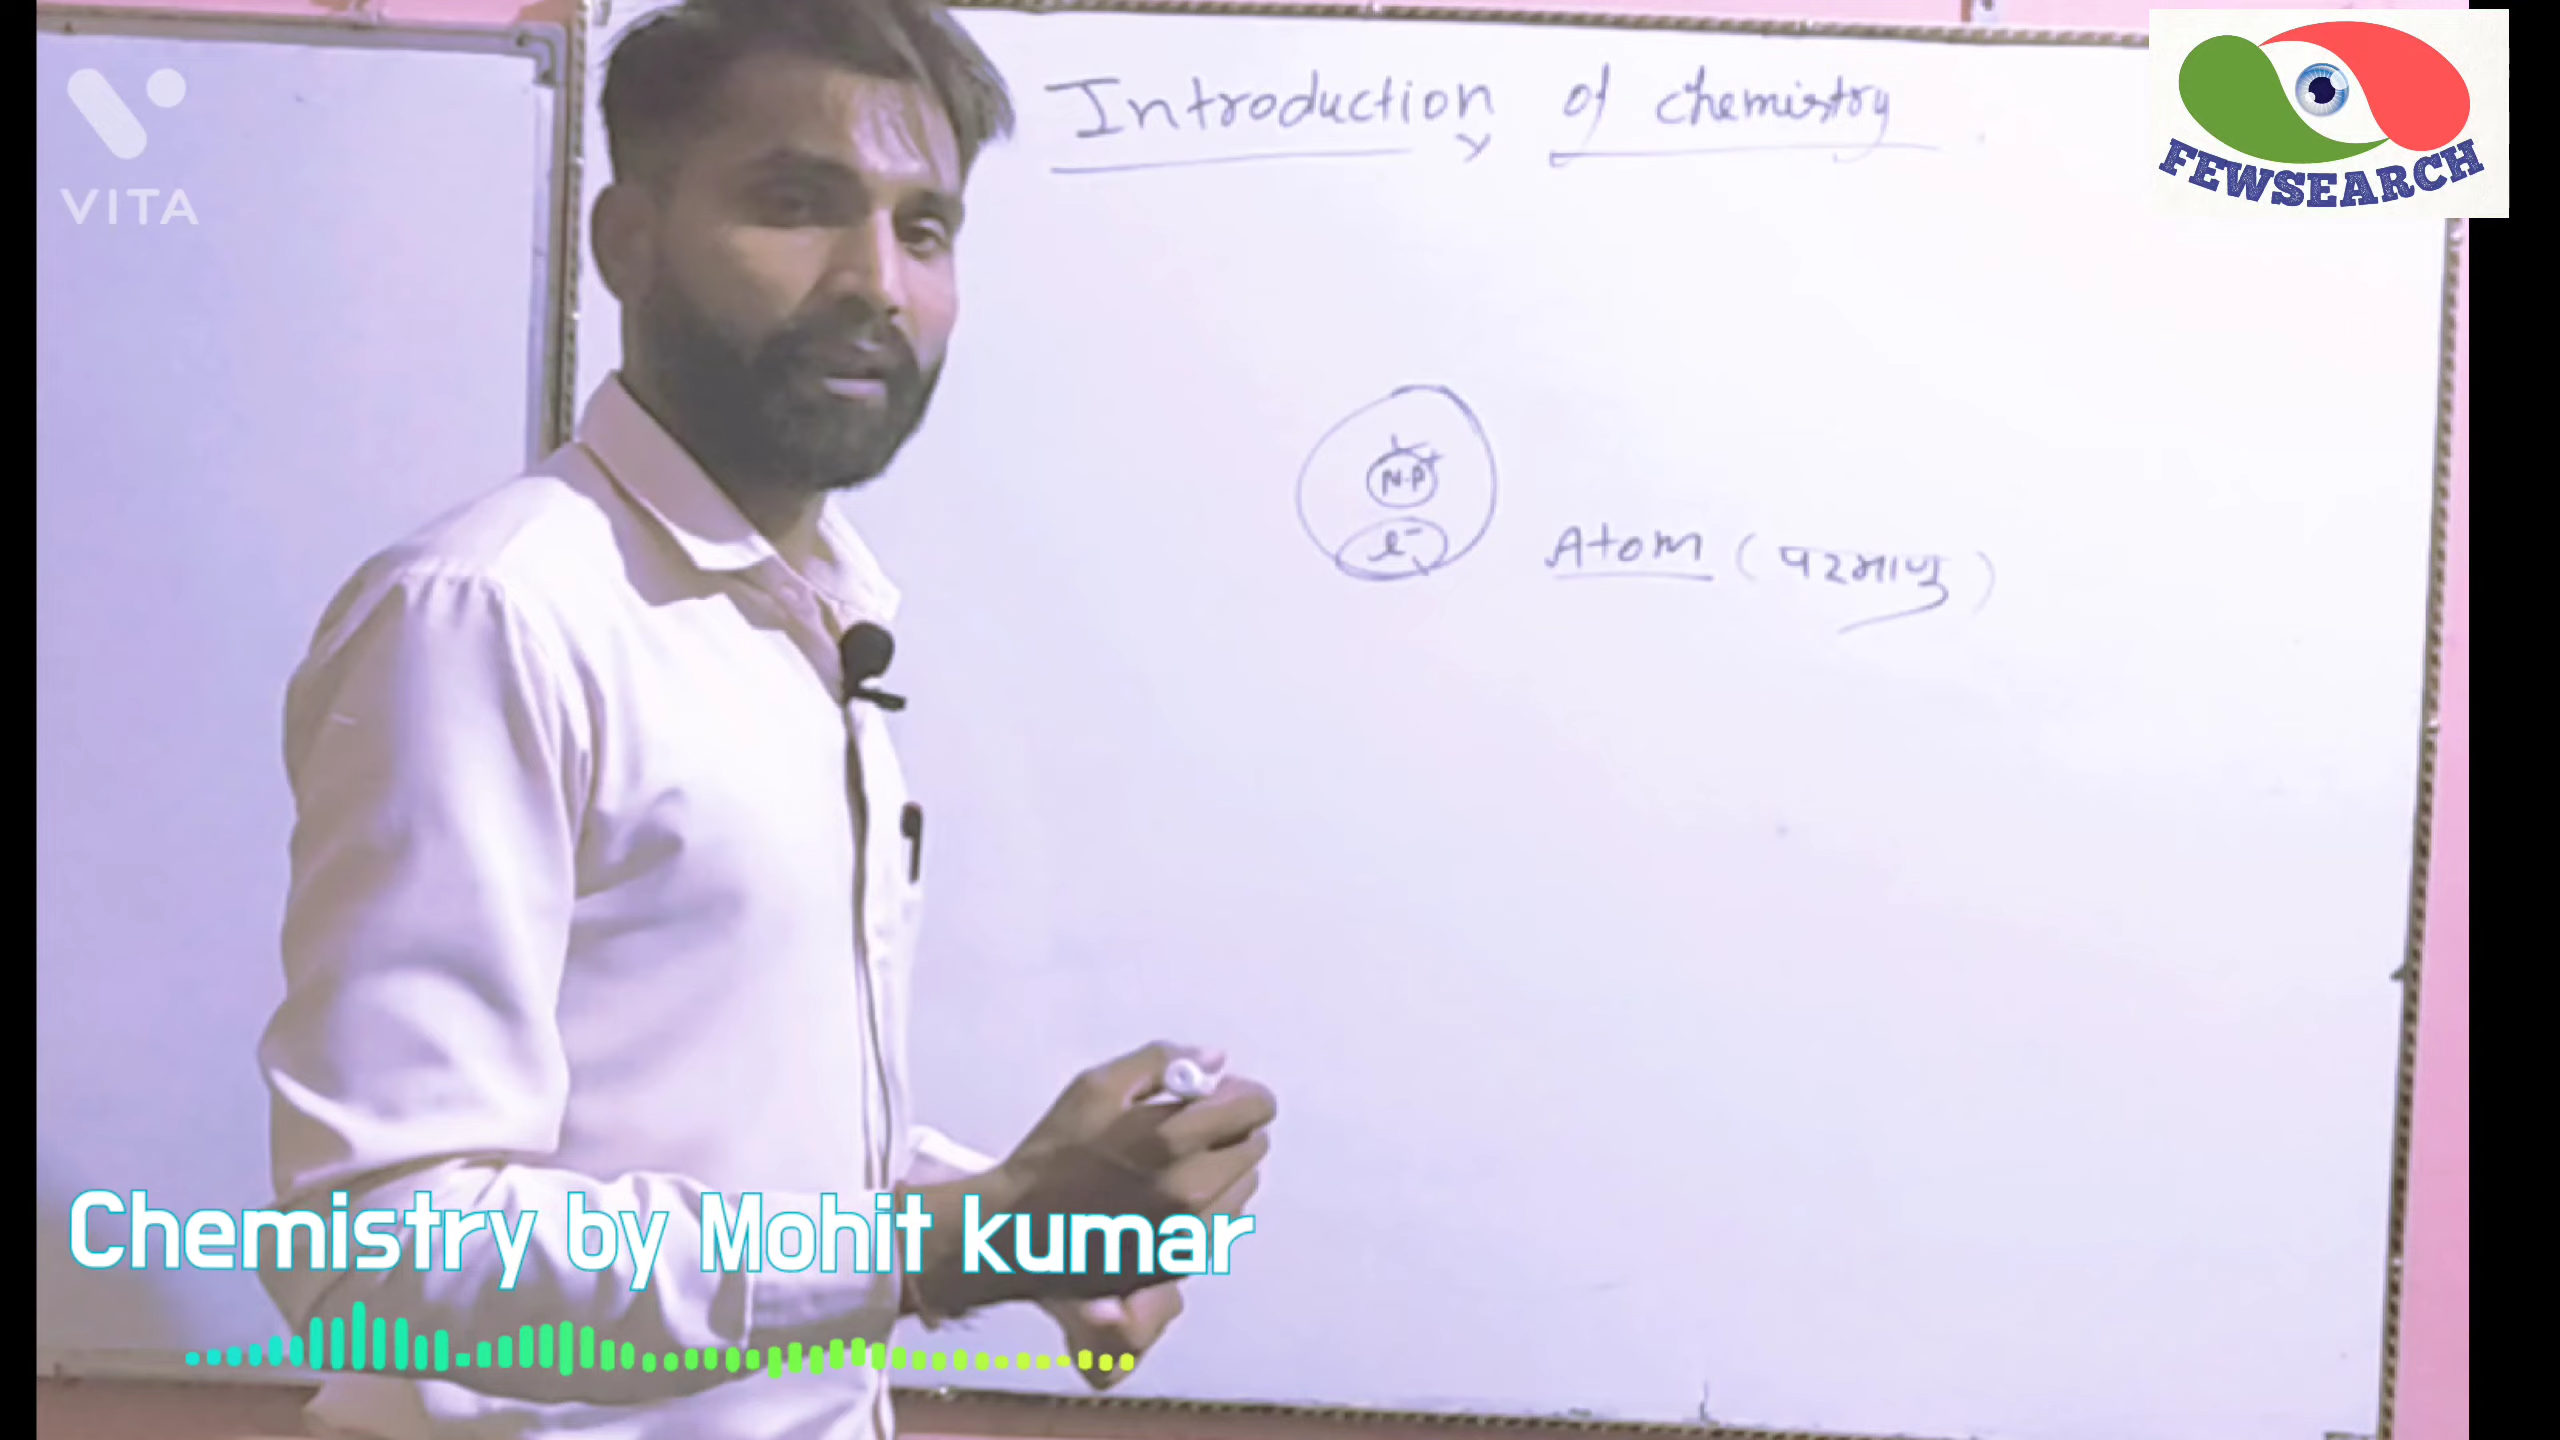 VITA
Introduction of chemistry
FEWSEARCH
N.P
e-
Atom (परमाणु)
Chemistry by Mohit kumar